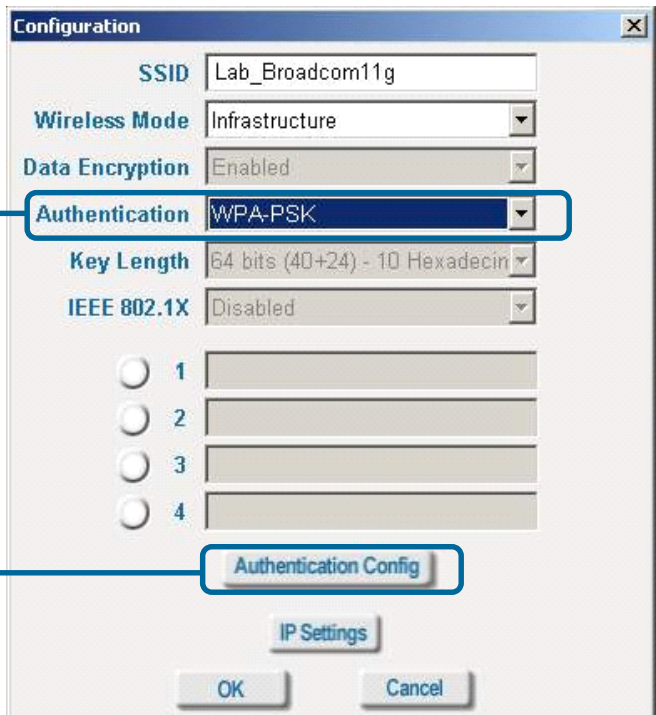 Configuration
SSID Lab_Broadcom11g
Wireless Mode Infrastructure
Data Encryption Enabled
Authentication WPA-PSK
Key Length 64 bits (40+24) - 10 Hexadecin
IEEE 802.1X Disabled
1
2
3
4
Authentication Config
IP Settings
OK Cancel